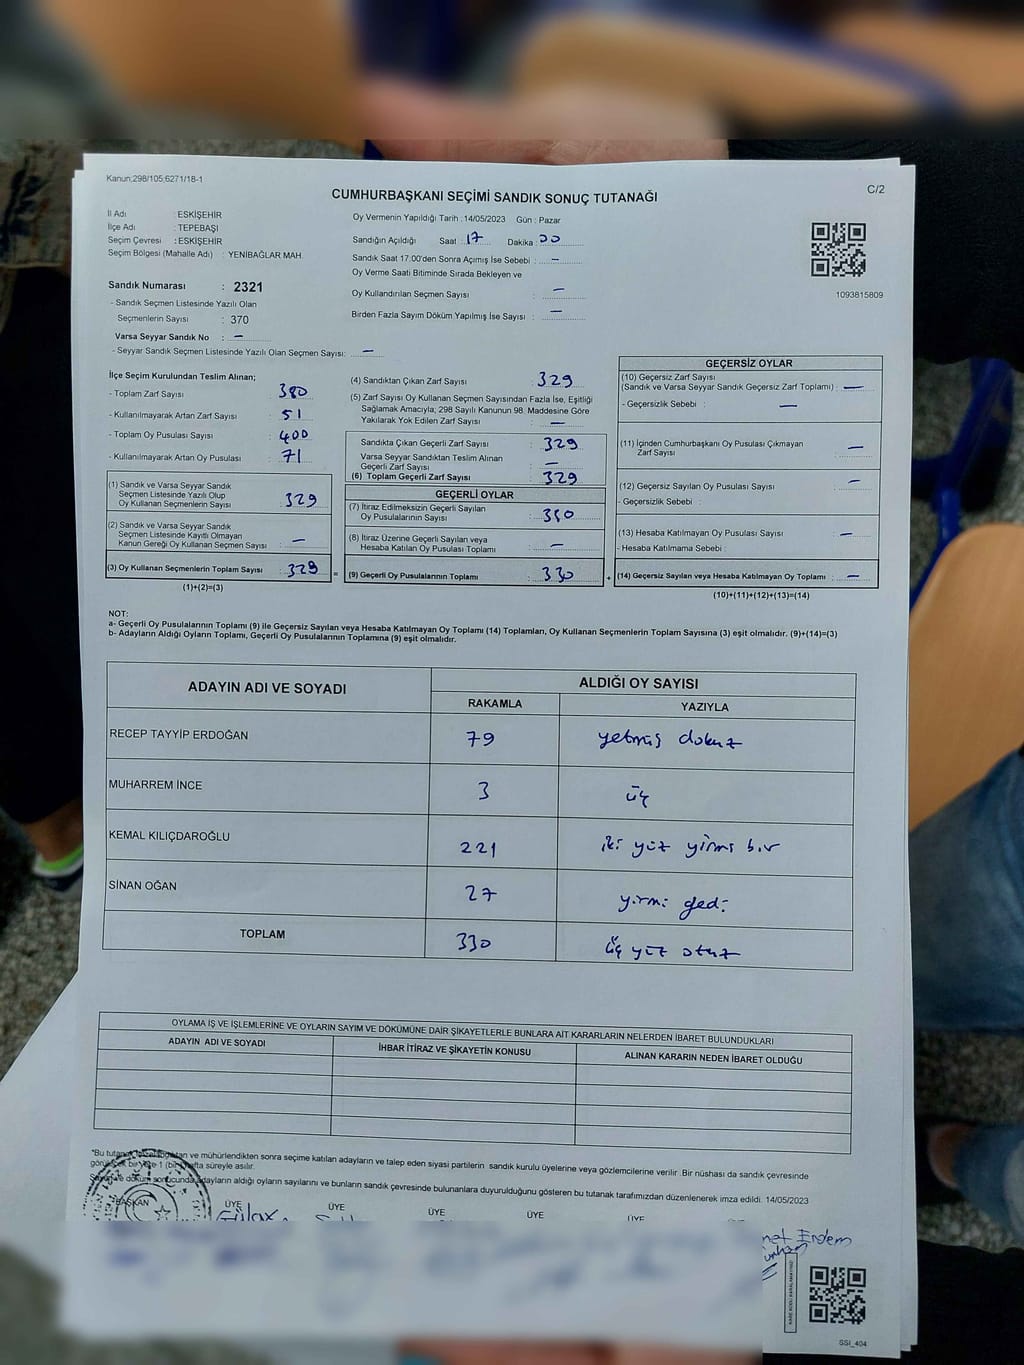 Kanun;298/105;6271/18-1
C/2
CUMHURBAŞKANI SEÇİMİ SANDIK SONUÇ TUTANAĞI
İl Adı : ESKİŞEHİR
İlçe Adı : TEPEBAŞI
Seçim Çevresi : ESKİŞEHİR
Seçim Bölgesi (Mahalle Adı) : YENİBAĞLAR MAH.
Oy Vermenin Yapıldığı Tarih :14/05/2023 Gün : Pazar
Sandığın Açıldığı Saat : 17 Dakika : 00
Sandık Saat 17:00'den Sonra Açımış İse Sebebi : –
Oy Verme Saati Bitiminde Sırada Bekleyen ve
Oy Kullandırılan Seçmen Sayısı : –
Birden Fazla Sayım Döküm Yapılmış İse Sayısı : –
1093815809
Sandık Numarası : 2321
- Sandık Seçmen Listesinde Yazılı Olan
Seçmenlerin Sayısı : 370
Varsa Seyyar Sandık No : –
- Seyyar Sandık Seçmen Listesinde Yazılı Olan Seçmen Sayısı: –
İlçe Seçim Kurulundan Teslim Alınan;
- Toplam Zarf Sayısı : 380
- Kullanılmayarak Artan Zarf Sayısı : 51
- Toplam Oy Pusulası Sayısı : 400
- Kullanılmayarak Artan Oy Pusulası : 71
(1) Sandık ve Varsa Seyyar Sandık
Seçmen Listesinde Yazılı Olup
Oy Kullanan Seçmenlerin Sayısı : 329
(2) Sandık ve Varsa Seyyar Sandık
Seçmen Listesinde Kayıtlı Olmayan
Kanun Gereği Oy Kullanan Seçmen Sayısı : –
(3) Oy Kullanan Seçmenlerin Toplam Sayısı : 329
(1)+(2)=(3)
=
(4) Sandıktan Çıkan Zarf Sayısı : 329
(5) Zarf Sayısı Oy Kullanan Seçmen Sayısından Fazla İse, Eşitliği
Sağlamak Amacıyla, 298 Sayılı Kanunun 98. Maddesine Göre
Yakılarak Yok Edilen Zarf Sayısı : –
Sandıkta Çıkan Geçerli Zarf Sayısı : 329
Varsa Seyyar Sandıktan Teslim Alınan
Geçerli Zarf Sayısı : –
(6) Toplam Geçerli Zarf Sayısı : 329
GEÇERLİ OYLAR
(7) İtiraz Edilmeksizin Geçerli Sayılan
Oy Pusulalarının Sayısı : 330
(8) İtiraz Üzerine Geçerli Sayılan veya
Hesaba Katılan Oy Pusulası Toplamı : –
(9) Geçerli Oy Pusulalarının Toplamı : 330
+
GEÇERSİZ OYLAR
(10) Geçersiz Zarf Sayısı
(Sandık ve Varsa Seyyar Sandık Geçersiz Zarf Toplamı) : –
- Geçersizlik Sebebi : –
(11) İçinden Cumhurbaşkanı Oy Pusulası Çıkmayan
Zarf Sayısı : –
(12) Geçersiz Sayılan Oy Pusulası Sayısı : –
- Geçersizlik Sebebi :
(13) Hesaba Katılmayan Oy Pusulası Sayısı : –
- Hesaba Katılmama Sebebi :
(14) Geçersiz Sayılan veya Hesaba Katılmayan Oy Toplamı : –
(10)+(11)+(12)+(13)=(14)
NOT:
a- Geçerli Oy Pusulalarının Toplamı (9) ile Geçersiz Sayılan veya Hesaba Katılmayan Oy Toplamı (14) Toplamları, Oy Kullanan Seçmenlerin Toplam Sayısına (3) eşit olmalıdır. (9)+(14)=(3)
b- Adayların Aldığı Oyların Toplamı, Geçerli Oy Pusulalarının Toplamına (9) eşit olmalıdır.
ADAYIN ADI VE SOYADI ALDIĞI OY SAYISI
RAKAMLA YAZIYLA
RECEP TAYYİP ERDOĞAN 79 yetmiş dokuz
MUHARREM İNCE 3 üç
KEMAL KILIÇDAROĞLU 221 iki yüz yirmi bir
SİNAN OĞAN 27 yirmi yedi
TOPLAM 330 üç yüz otuz
OYLAMA İŞ VE İŞLEMLERİNE VE OYLARIN SAYIM VE DÖKÜMÜNE DAİR ŞİKAYETLERLE BUNLARA AİT KARARLARIN NELERDEN İBARET BULUNDUKLARI
ADAYIN ADI VE SOYADI İHBAR İTİRAZ VE ŞİKAYETİN KONUSU ALINAN KARARIN NEDEN İBARET OLDUĞU
"Bu ve mühürlendikten sonra seçime katılan adayların ve talep eden siyasi partilerin sandık kurulu üyelerine veya gözlemcilerine verilir. Bir nüshası da sandık çevresinde
1 (bir) hafta süreyle asılır.
adayların aldığı oyların sayılarını ve bunların sandık çevresinde bulunanlara duyurulduğunu gösteren bu tutanak tarafımızdan düzenlenerek imza edildi. 14/05/2023
BAŞKAN ÜYE ÜYE ÜYE ÜYE ÜYE
Erdem
SSI_404